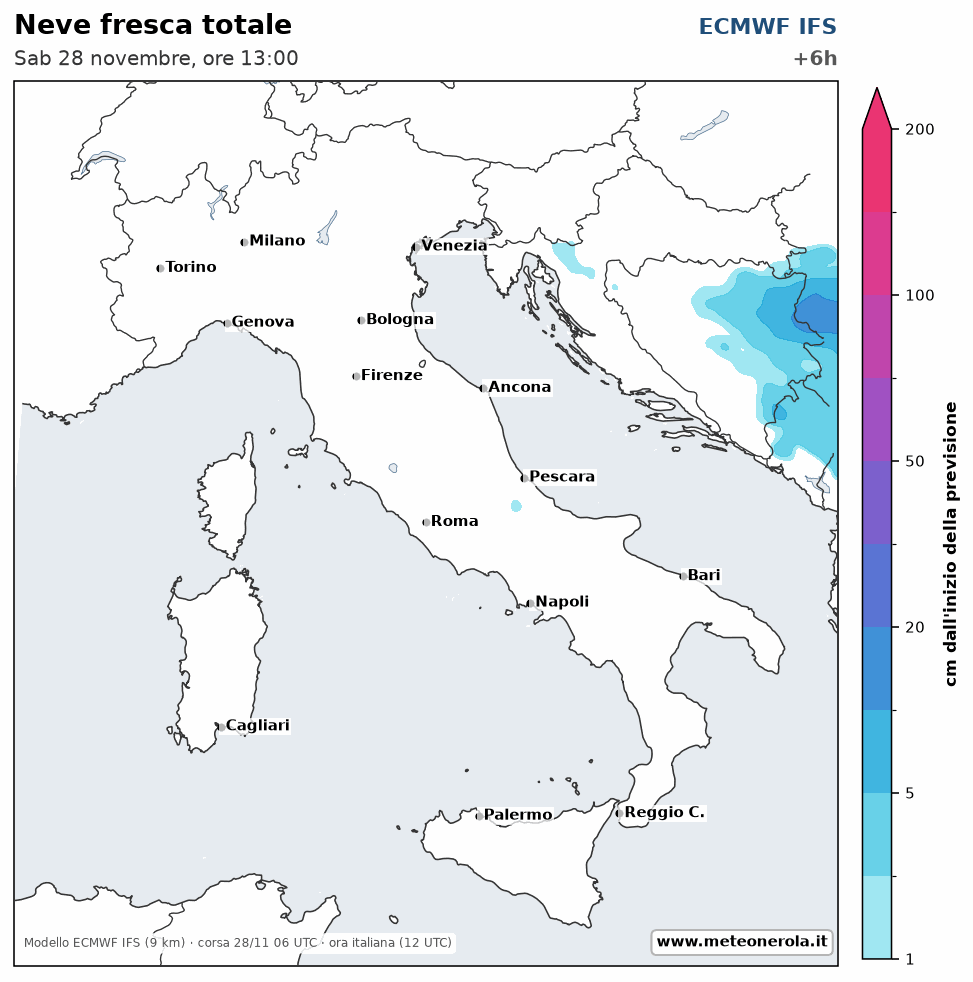 Neve fresca totale
ECMWF IFS
Sab 28 novembre, ore 13:00
+6h
Milano
Venezia
Torino
Genova
Bologna
Firenze
Ancona
Pescara
Roma
Bari
Napoli
Cagliari
Palermo
Reggio C.
200
100
50
20
5
1
cm dall'inizio della previsione
Modello ECMWF IFS (9 km) · corsa 28/11 06 UTC · ora italiana (12 UTC)
www.meteonerola.it